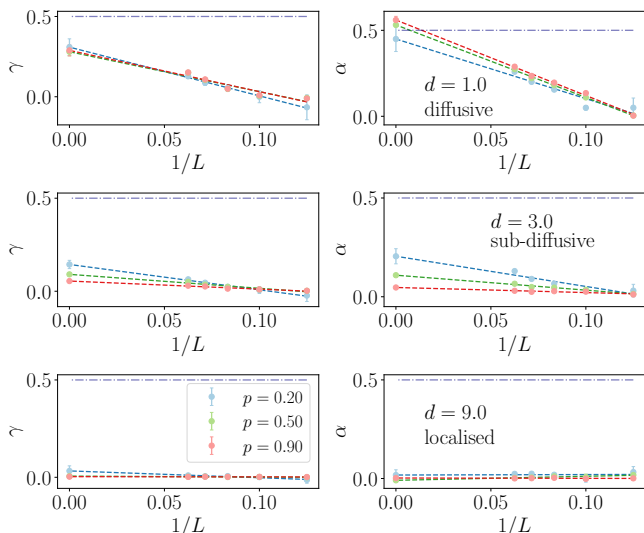 0.5
0.0
γ
0.00
0.05
0.10
1/L
0.5
0.0
α
d = 1.0
diffusive
0.00
0.05
0.10
1/L
0.5
0.0
γ
0.00
0.05
0.10
1/L
0.5
0.0
α
d = 3.0
sub-diffusive
0.00
0.05
0.10
1/L
0.5
0.0
γ
p = 0.20
p = 0.50
p = 0.90
0.00
0.05
0.10
1/L
0.5
0.0
α
d = 9.0
localised
0.00
0.05
0.10
1/L